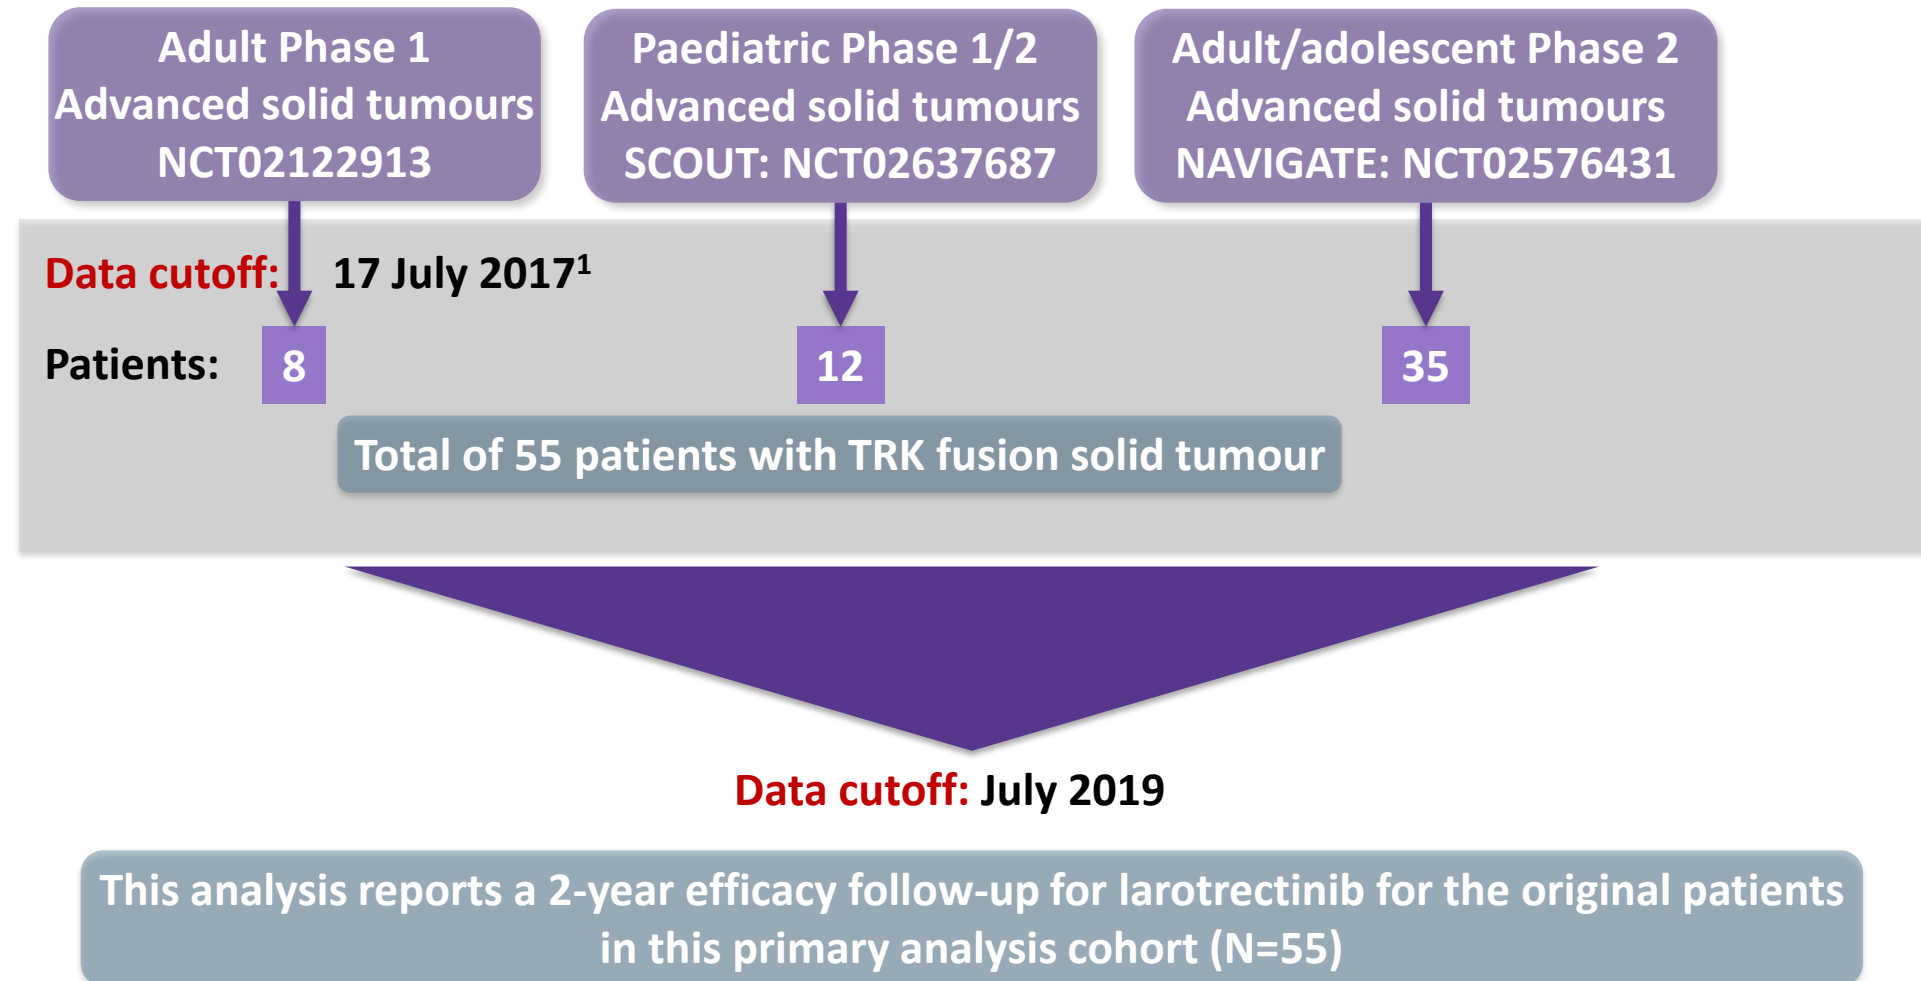 Adult Phase 1
Advanced solid tumours
NCT02122913
Paediatric Phase 1/2
Advanced solid tumours
SCOUT: NCT02637687
Adult/adolescent Phase 2
Advanced solid tumours
NAVIGATE: NCT02576431
Data cutoff: 17 July 2017¹
Patients: 8 12 35
Total of 55 patients with TRK fusion solid tumour
Data cutoff: July 2019
This analysis reports a 2-year efficacy follow-up for larotrectinib for the original patients
in this primary analysis cohort (N=55)